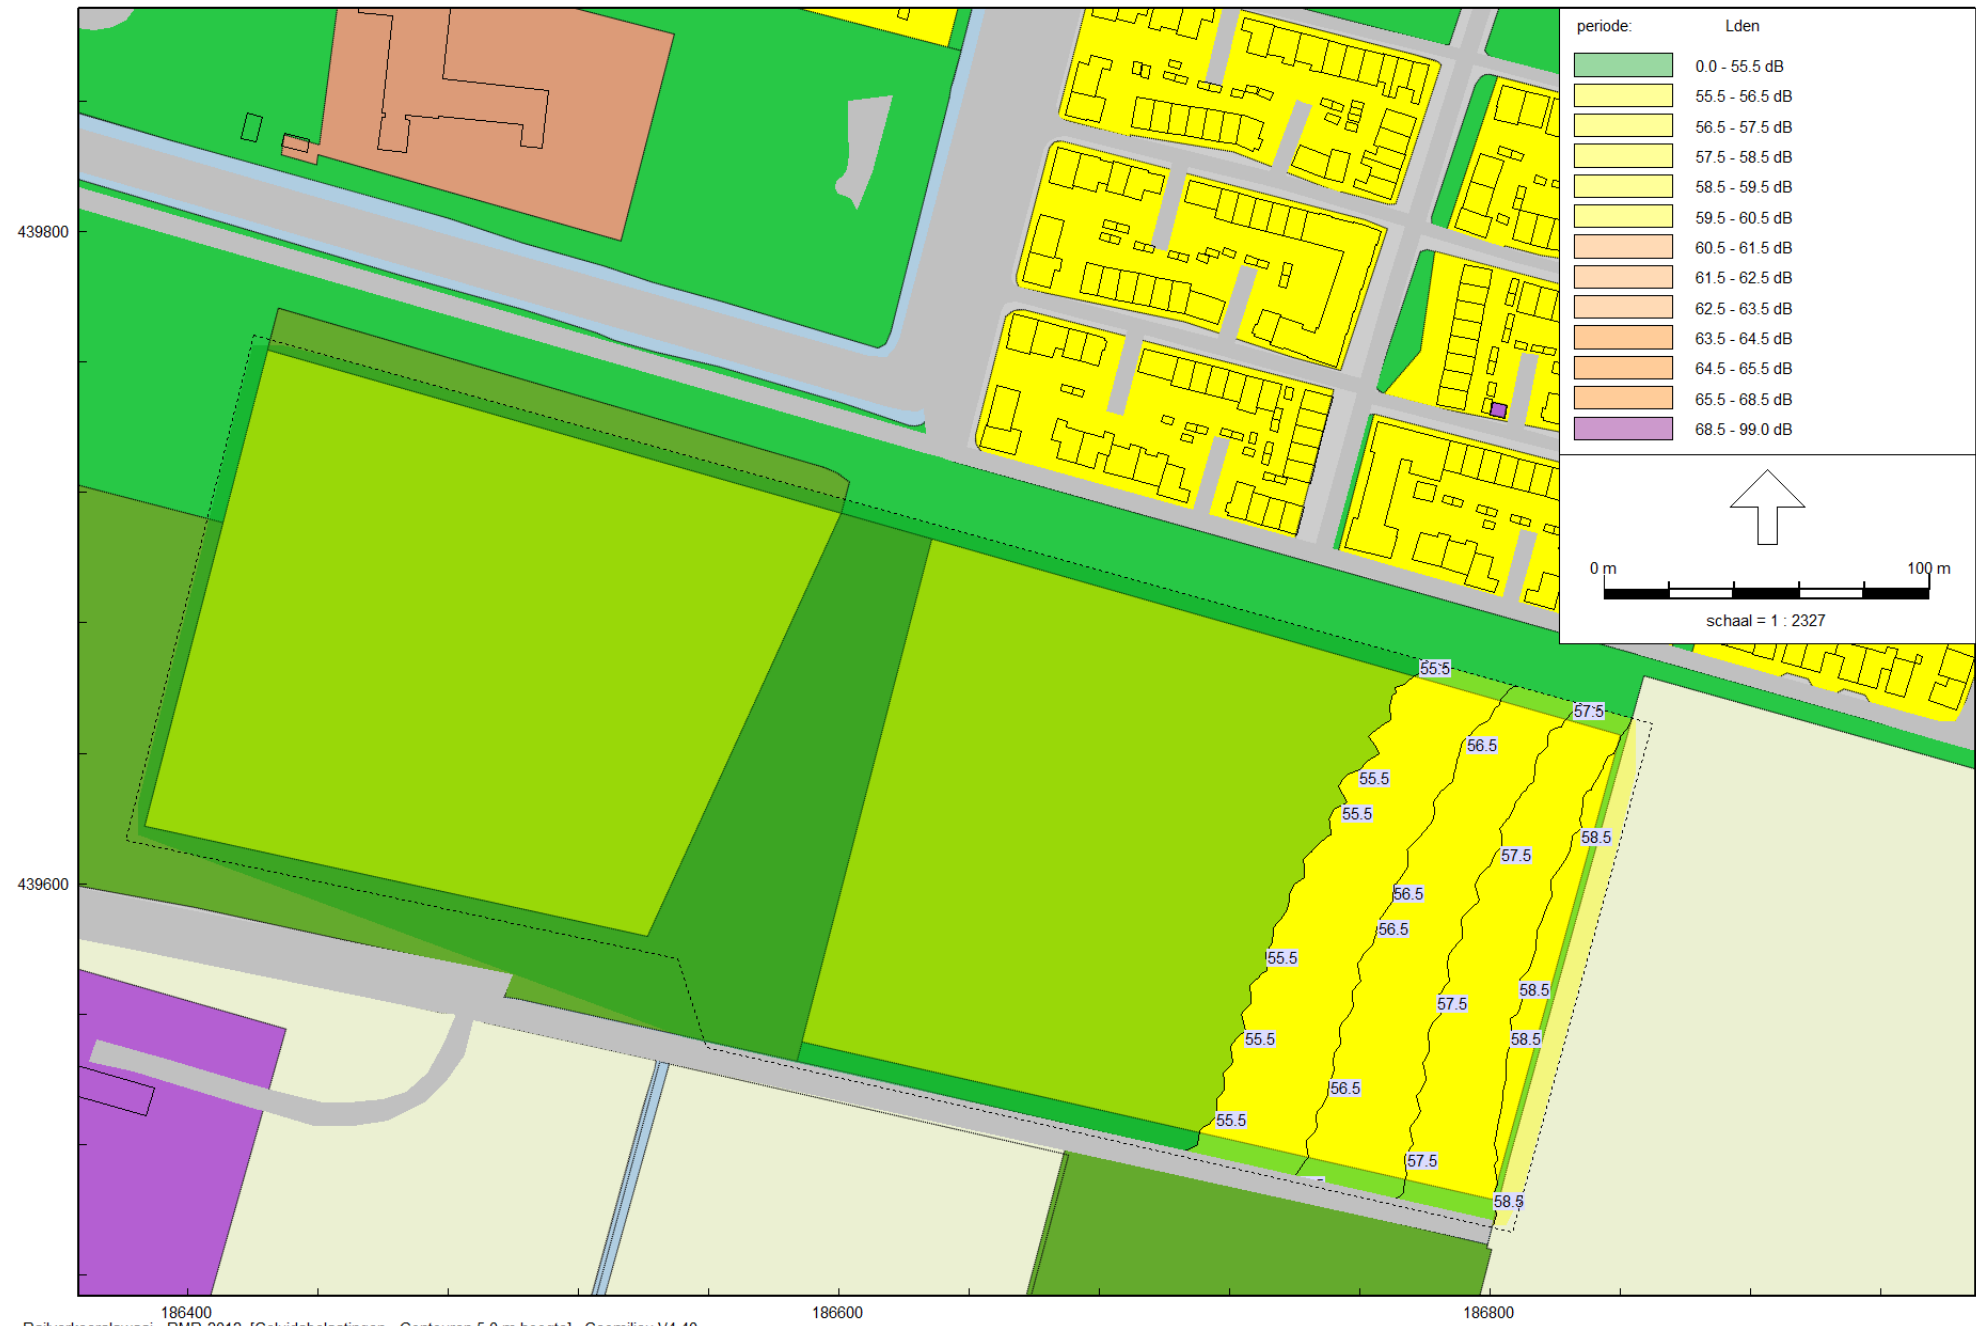 periode: Lden
0.0 - 55.5 dB
55.5 - 56.5 dB
56.5 - 57.5 dB
57.5 - 58.5 dB
58.5 - 59.5 dB
59.5 - 60.5 dB
60.5 - 61.5 dB
61.5 - 62.5 dB
62.5 - 63.5 dB
63.5 - 64.5 dB
64.5 - 65.5 dB
65.5 - 68.5 dB
68.5 - 99.0 dB
0 m 100 m
schaal = 1 : 2327
439800
55.5
57.5
56.5
55.5
55.5
58.5
57.5
439600
56.5
56.5
55.5
58.5
57.5
55.5
58.5
56.5
55.5
57.5
58.5
186400 186600 186800